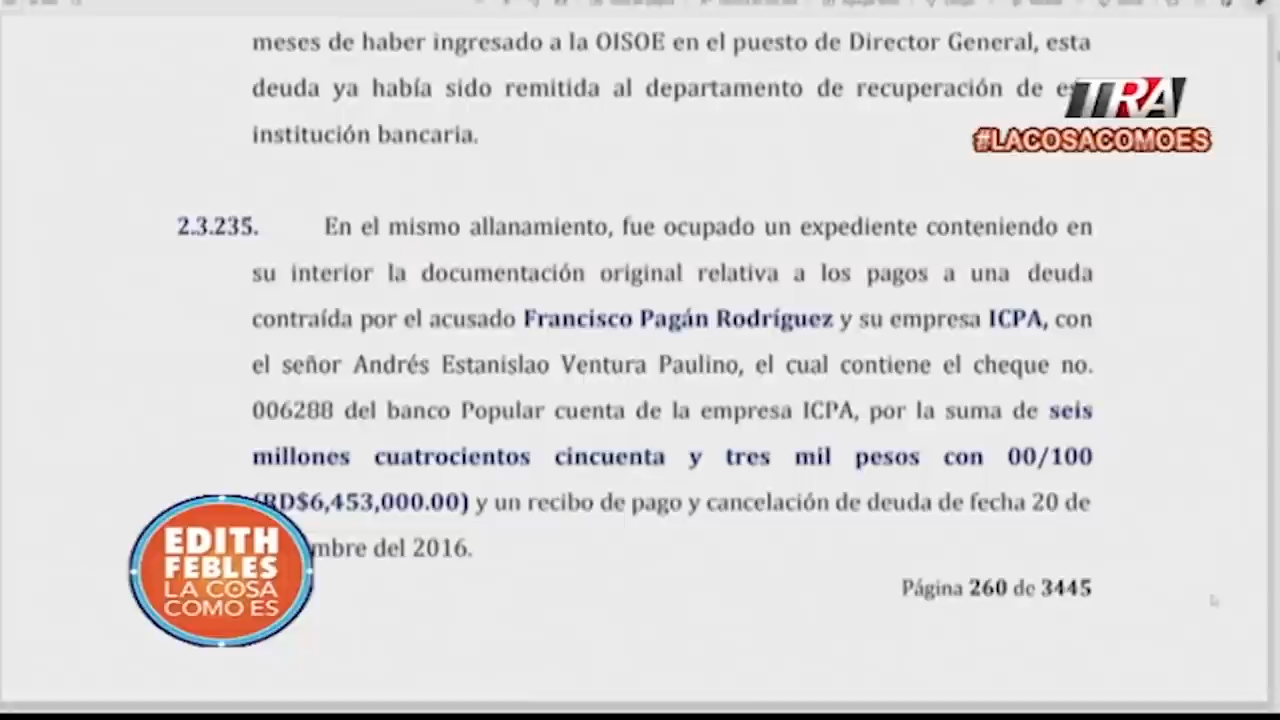 meses de haber ingresado a la OISOE en el puesto de Director General, esta
deuda ya había sido remitida al departamento de recuperación de
institución bancaria.
TRA
#LACOSACOMOES
2.3.235. En el mismo allanamiento, fue ocupado un expediente conteniendo en
su interior la documentación original relativa a los pagos a una deuda
contraída por el acusado Francisco Pagán Rodríguez y su empresa ICPA, con
el señor Andrés Estanislao Ventura Paulino, el cual contiene el cheque no.
006288 del banco Popular cuenta de la empresa ICPA, por la suma de seis
millones cuatrocientos cincuenta y tres mil pesos con 00/100
(RD$6,453,000.00) y un recibo de pago y cancelación de deuda de fecha 20 de
mbre del 2016.
EDITH
FEBLES
LA COSA
COMO ES
Página 260 de 3445